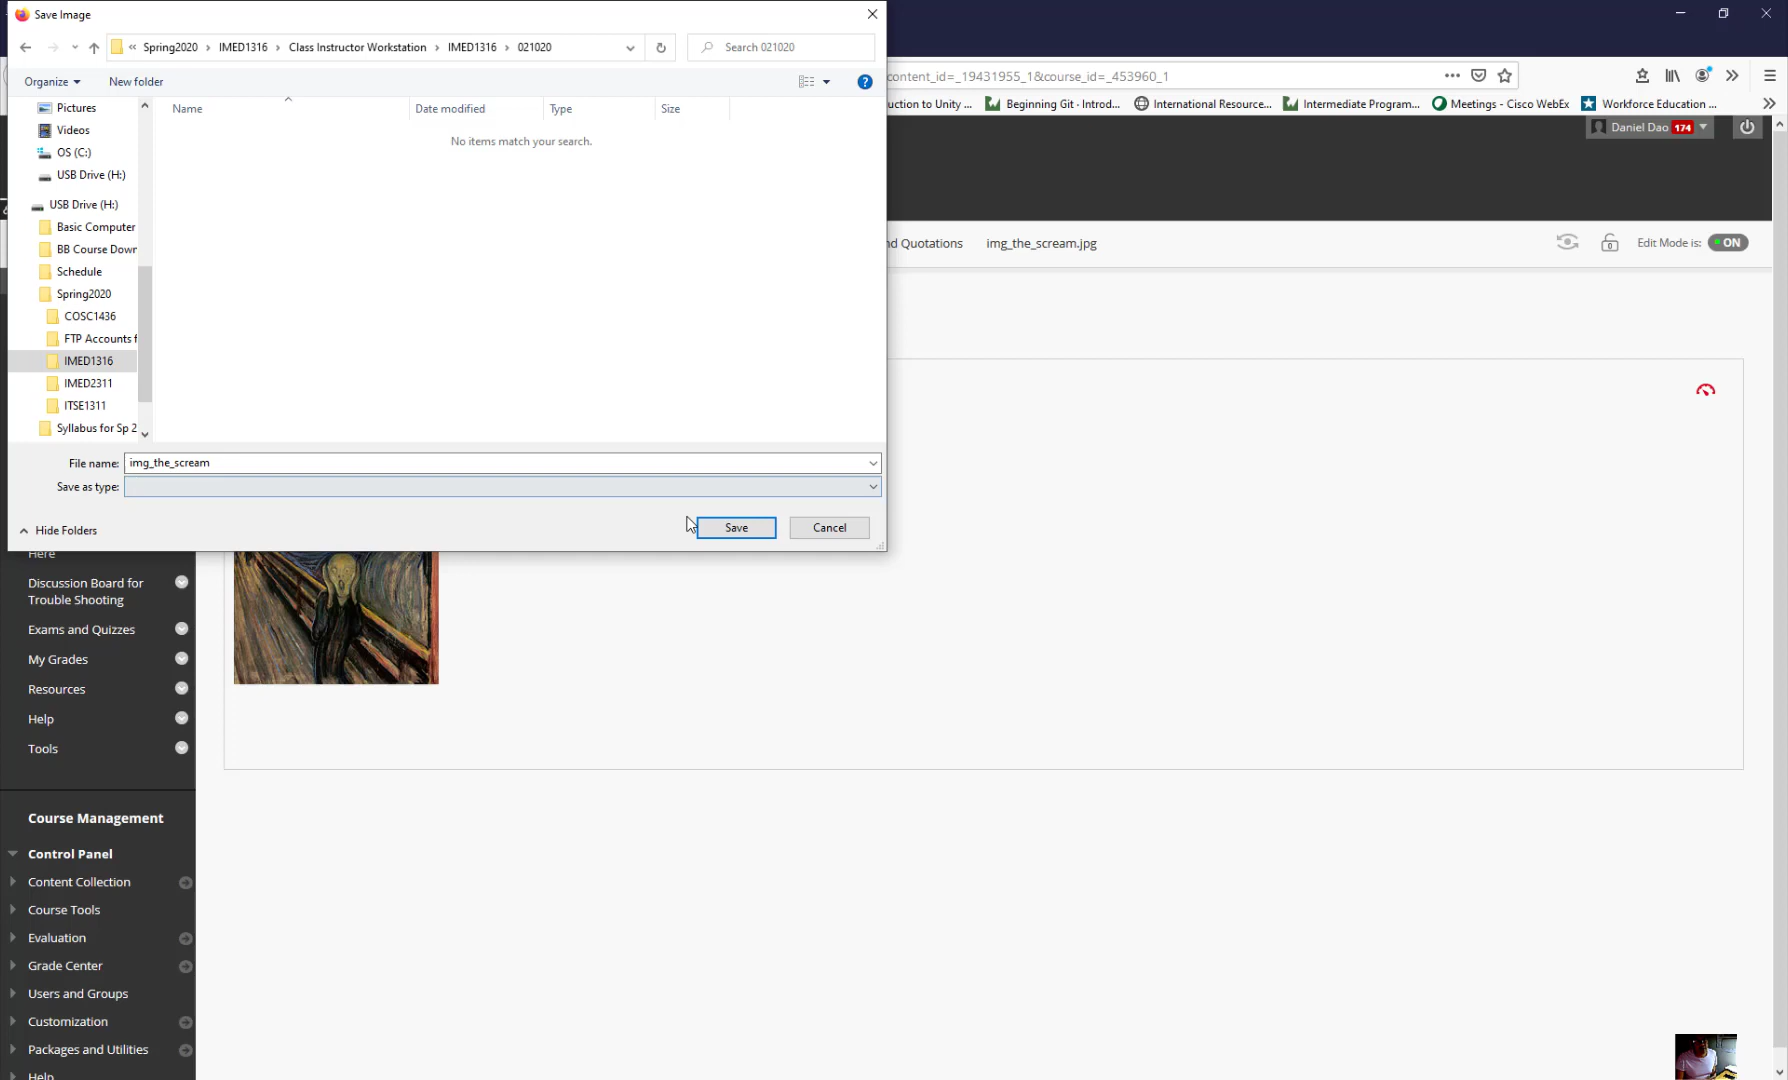 Save Image
« Spring2020 › IMED1316 › Class Instructor Workstation › IMED1316 › 021020
Search 021020
Organize
New folder
Pictures
Videos
OS (C:)
USB Drive (H:)
USB Drive (H:)
Basic Computer
BB Course Down
Schedule
Spring2020
COSC1436
FTP Accounts f
IMED1316
IMED2311
ITSE1311
Syllabus for Sp 2
Name
Date modified
Type
Size
No items match your search.
File name: img_the_scream
Save as type:
Hide Folders
Save
Cancel
content_id=_19431955_1&course_id=_453960_1
uction to Unity ...
Beginning Git - Introd...
International Resource...
Intermediate Program...
Meetings - Cisco WebEx
Workforce Education ...
Daniel Dao 174
nd Quotations
img_the_scream.jpg
Edit Mode is: ON
Here
Discussion Board for
Trouble Shooting
Exams and Quizzes
My Grades
Resources
Help
Tools
Course Management
Control Panel
Content Collection
Course Tools
Evaluation
Grade Center
Users and Groups
Customization
Packages and Utilities
Help